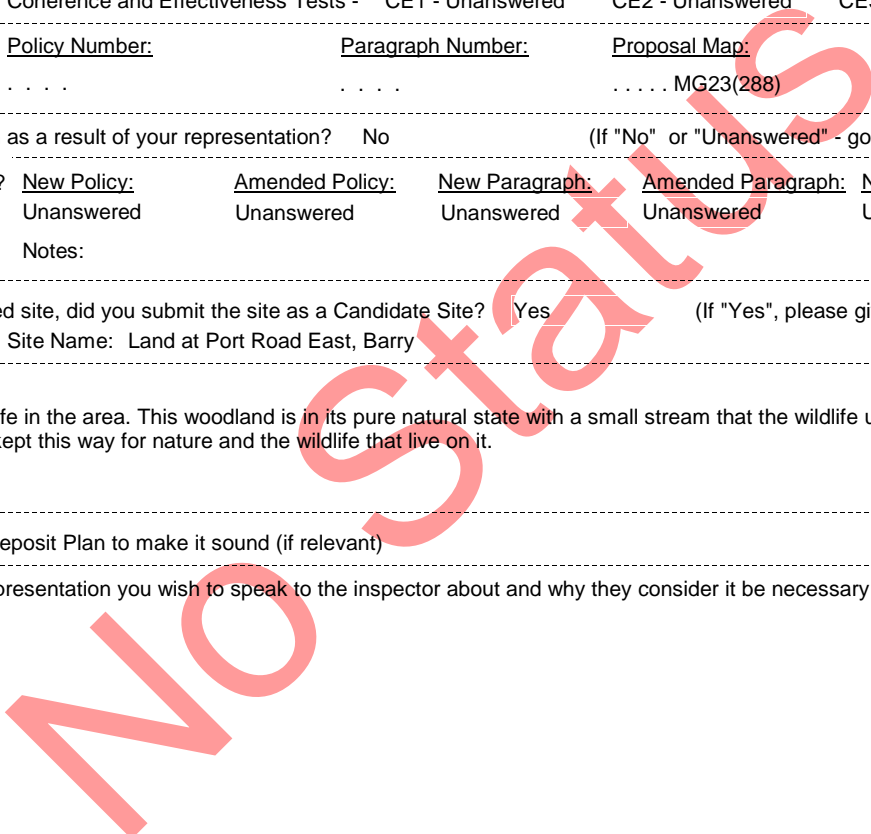 Coherence and Effectiveness Tests - CE1 - Unanswered CE2 - Unanswered
Policy Number: Paragraph Number: Proposal Map:
. . . . . . . . . . . . . MG23(288)
as a result of your representation? No (If "No" or "Unanswered" - go
? New Policy: Amended Policy: New Paragraph: Amended Paragraph:
Unanswered Unanswered Unanswered Unanswered
Notes:
ed site, did you submit the site as a Candidate Site? Yes (If "Yes", please gi
Site Name: Land at Port Road East, Barry
fe in the area. This woodland is in its pure natural state with a small stream that the wildlife u
kept this way for nature and the wildlife that live on it.
eposit Plan to make it sound (if relevant)
presentation you wish to speak to the inspector about and why they consider it be necessary
No Status